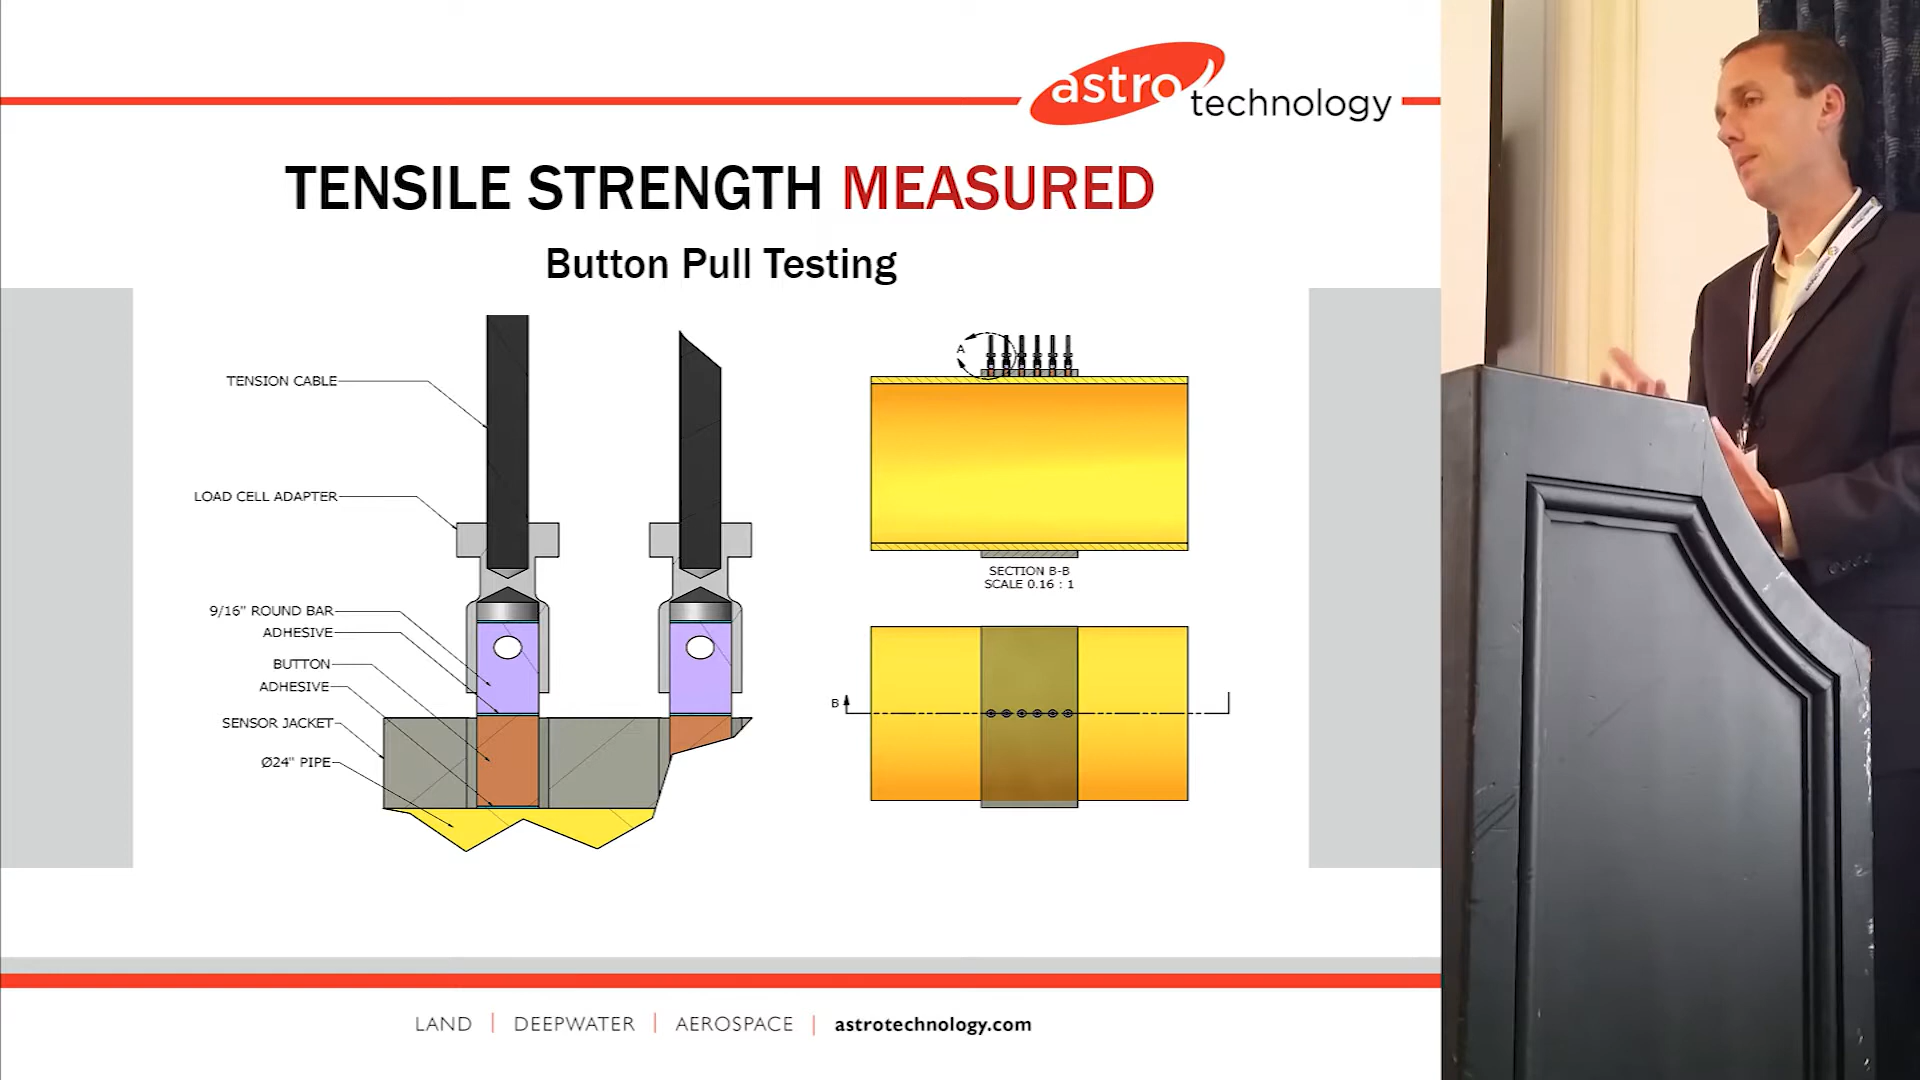 astro
technology
TENSILE STRENGTH MEASURED
Button Pull Testing
TENSION CABLE
LOAD CELL ADAPTER
9/16" ROUND BAR
ADHESIVE
BUTTON
ADHESIVE
SENSOR JACKET
Ø24" PIPE
A
SECTION B-B
SCALE 0.16 : 1
B
LAND | DEEPWATER | AEROSPACE | astrotechnology.com